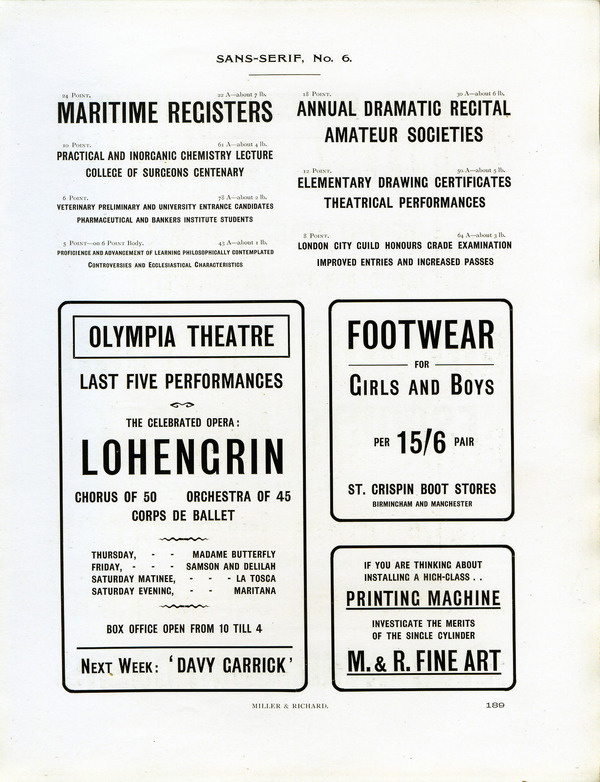 SANS-SERIF, No. 6.
24 Point. 22 A—about 7 lb.
MARITIME REGISTERS
10 Point. 61 A—about 4 lb.
PRACTICAL AND INORGANIC CHEMISTRY LECTURE
COLLEGE OF SURGEONS CENTENARY
6 Point. 78 A—about 2 lb.
VETERINARY PRELIMINARY AND UNIVERSITY ENTRANCE CANDIDATES
PHARMACEUTICAL AND BANKERS INSTITUTE STUDENTS
5 Point—on 6 Point Body. 43 A—about 1 lb.
PROFICIENCE AND ADVANCEMENT OF LEARNING PHILOSOPHICALLY CONTEMPLATED
Controversies and Ecclesiastical Characteristics
18 Point. 30 A—about 6 lb.
ANNUAL DRAMATIC RECITAL
AMATEUR SOCIETIES
12 Point. 50 A—about 5 lb.
ELEMENTARY DRAWING CERTIFICATES
THEATRICAL PERFORMANCES
8 Point. 64 A—about 3 lb.
LONDON CITY GUILD HONOURS GRADE EXAMINATION
IMPROVED ENTRIES AND INCREASED PASSES
OLYMPIA THEATRE
LAST FIVE PERFORMANCES
THE CELEBRATED OPERA:
LOHENGRIN
CHORUS OF 50 ORCHESTRA OF 45
CORPS DE BALLET
THURSDAY, - - MADAME BUTTERFLY
FRIDAY, - - - SAMSON AND DELILAH
SATURDAY MATINEE, - - - LA TOSCA
SATURDAY EVENING, - - MARITANA
BOX OFFICE OPEN FROM 10 TILL 4
Next Week: ‘DAVY GARRICK’
FOOTWEAR
FOR
Girls and Boys
PER 15/6 PAIR
ST. CRISPIN BOOT STORES
BIRMINGHAM AND MANCHESTER
IF YOU ARE THINKING ABOUT
INSTALLING A HIGH-CLASS . .
PRINTING MACHINE
INVESTIGATE THE MERITS
OF THE SINGLE CYLINDER
M. & R. FINE ART
MILLER & RICHARD.
189